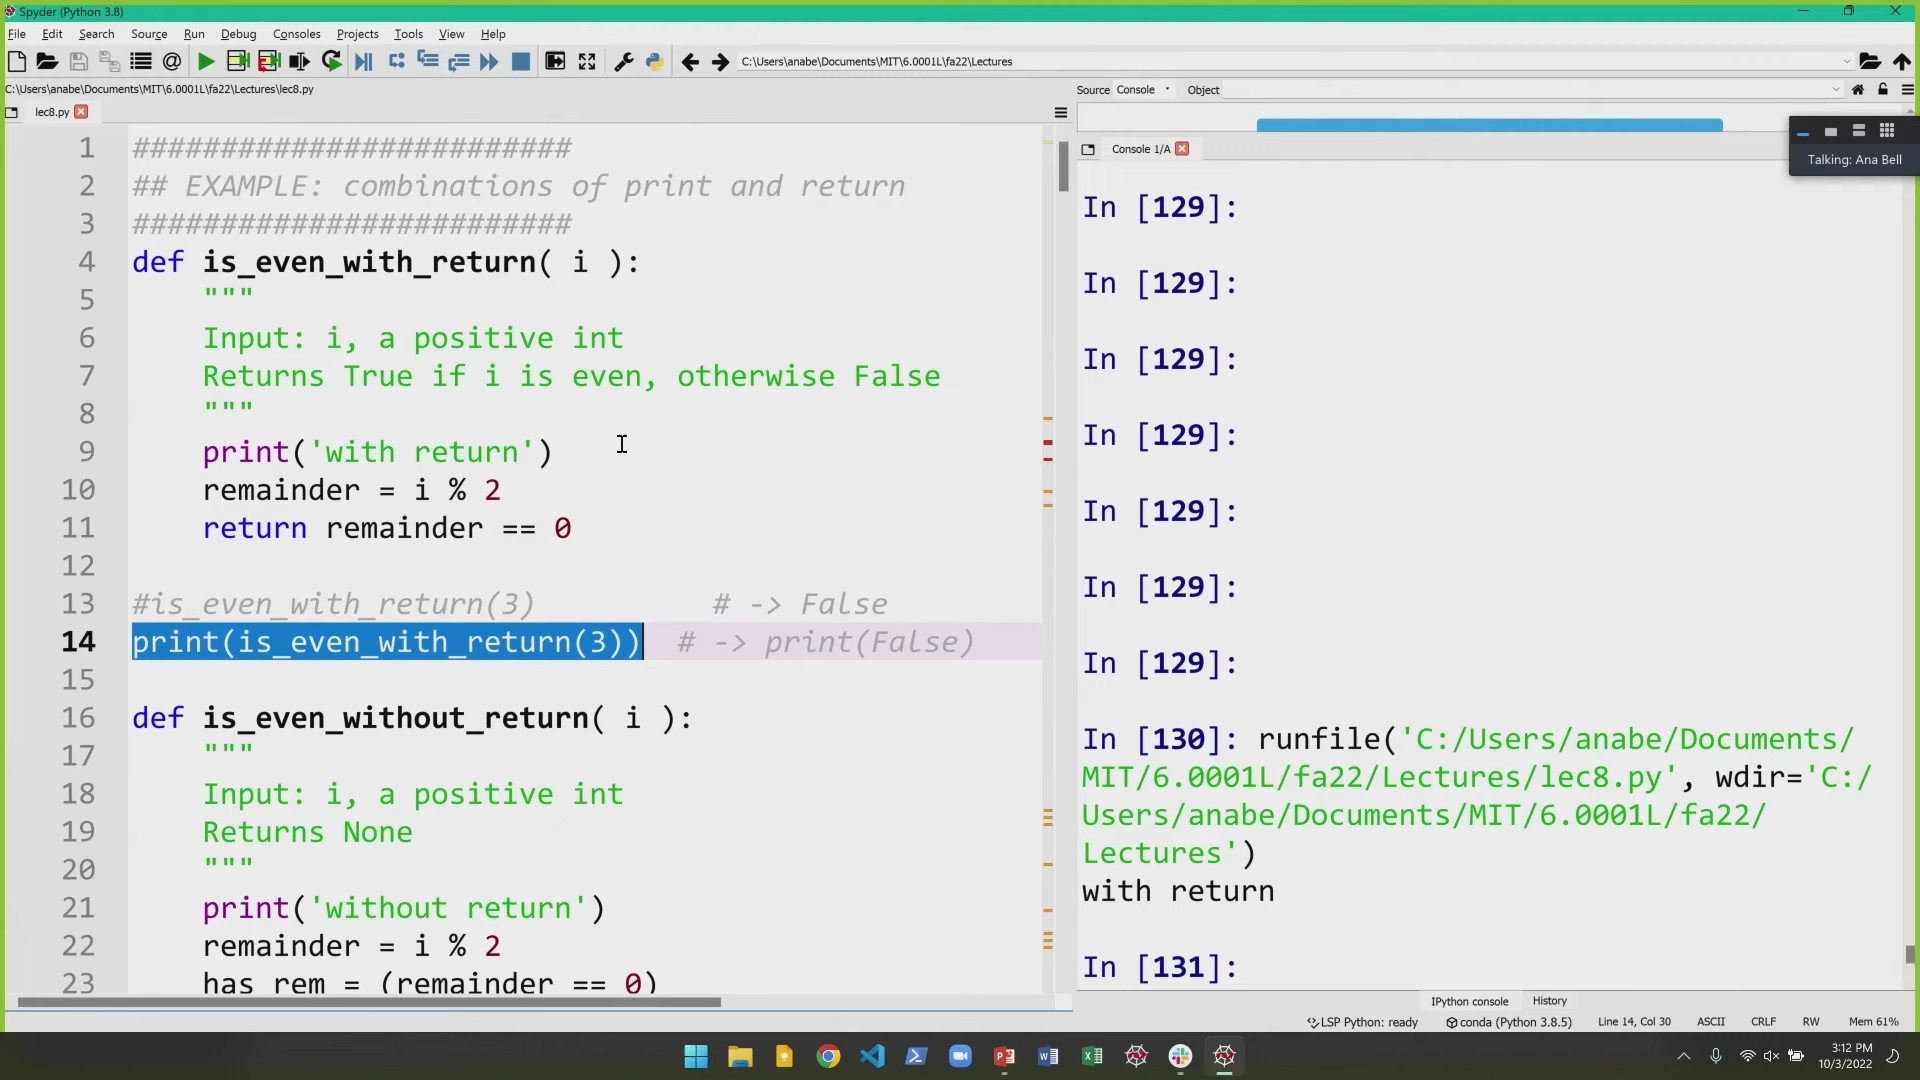 Spyder (Python 3.8)
File Edit Search Source Run Debug Consoles Projects Tools View Help
C:\Users\anabe\Documents\MIT\6.0001L\fa22\Lectures
C:\Users\anabe\Documents\MIT\6.0001L\fa22\Lectures\lec8.py
Source Console Object
lec8.py
Console 1/A
Talking: Ana Bell
1 #########################
2 ## EXAMPLE: combinations of print and return
3 #########################
4 def is_even_with_return( i ):
5 """
6 Input: i, a positive int
7 Returns True if i is even, otherwise False
8 """
9 print('with return')
10 remainder = i % 2
11 return remainder == 0
12
13 #is_even_with_return(3) # -> False
14 print(is_even_with_return(3)) # -> print(False)
15
16 def is_even_without_return( i ):
17 """
18 Input: i, a positive int
19 Returns None
20 """
21 print('without return')
22 remainder = i % 2
23 has rem = (remainder == 0)
In [129]:
In [129]:
In [129]:
In [129]:
In [129]:
In [129]:
In [129]:
In [130]: runfile('C:/Users/anabe/Documents/
MIT/6.0001L/fa22/Lectures/lec8.py', wdir='C:/
Users/anabe/Documents/MIT/6.0001L/fa22/
Lectures')
with return
In [131]:
IPython console History
LSP Python: ready conda (Python 3.8.5) Line 14, Col 30 ASCII CRLF RW Mem 61%
3:12 PM
10/3/2022